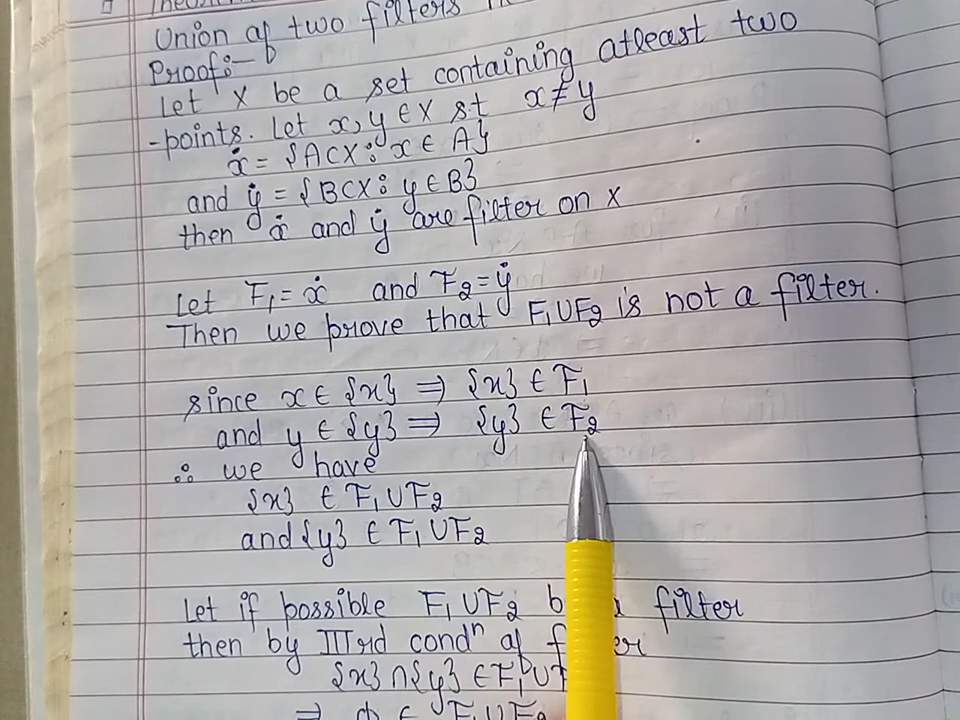 Union of two filters
Proof:-
Let X be a set containing atleast two
-points. Let x, y ∈ X s.t x ≠ y
ẋ = {A⊂X: x ∈ A}
and ẏ = {B⊂X: y ∈ B}
then ẋ and ẏ are filter on X
Let F₁ = ẋ and F₂ = ẏ
Then we prove that F₁∪F₂ is not a filter.
since x ∈ {x} ⇒ {x} ∈ F₁
and y ∈ {y} ⇒ {y} ∈ F₂
∴ we have
{x} ∈ F₁∪F₂
and {y} ∈ F₁∪F₂
Let if possible F₁∪F₂ b filter
then by IIIrd condⁿ of
{x}∩{y} ∈ F₁∪F
⇒ ϕ ∈ F₁∪F₂